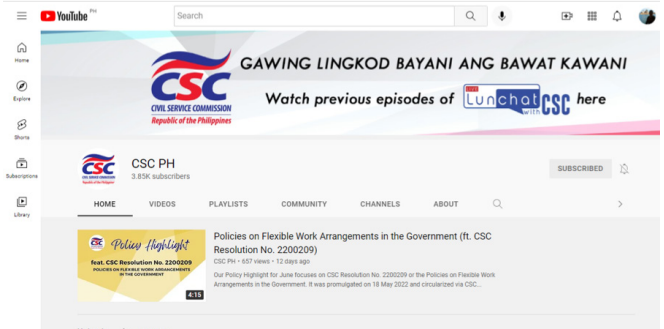 YouTube PH
Search
Home
Explore
Shorts
Subscriptions
Library
CSC
CIVIL SERVICE COMMISSION
Republic of the Philippines
GAWING LINGKOD BAYANI ANG BAWAT KAWANI
Watch previous episodes of LIVE Lunchat with CSC here
CSC
CSC PH
3.85K subscribers
SUBSCRIBED
HOME VIDEOS PLAYLISTS COMMUNITY CHANNELS ABOUT
CSC Policy Highlight
feat. CSC Resolution No. 2200209
POLICIES ON FLEXIBLE WORK ARRANGEMENTS
IN THE GOVERNMENT
4:15
Policies on Flexible Work Arrangements in the Government (ft. CSC
Resolution No. 2200209)
CSC PH • 657 views • 12 days ago
Our Policy Highlight for June focuses on CSC Resolution No. 2200209 or the Policies on Flexible Work
Arrangements in the Government. It was promulgated on 18 May 2022 and circularized via CSC...